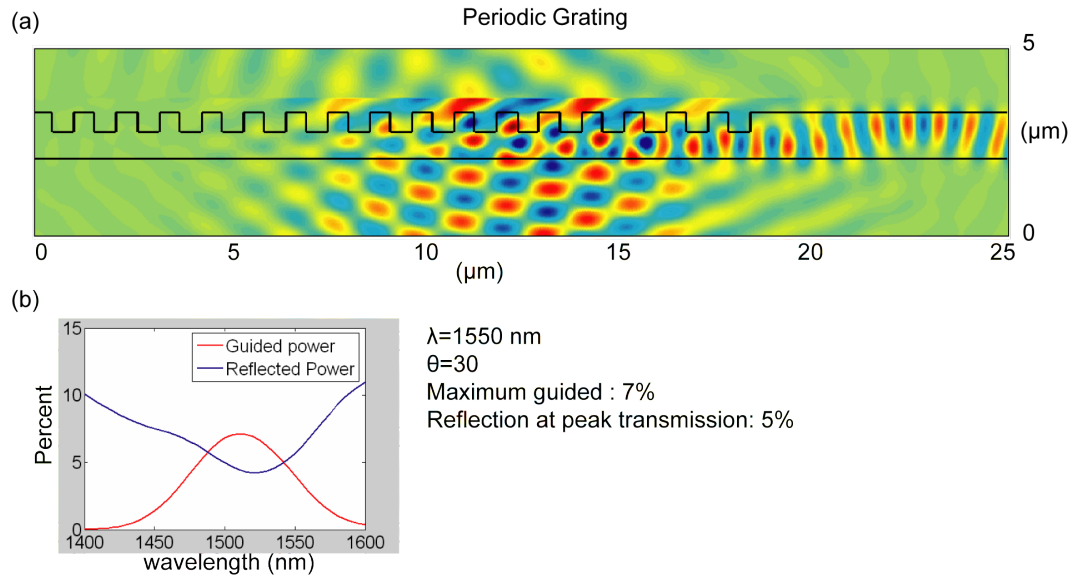 (a)
Periodic Grating
5
(μm)
0
0 5 10 15 20 25
(μm)
(b)
15
10
5
0
Percent
Guided power
Reflected Power
1400 1450 1500 1550 1600
wavelength (nm)
λ=1550 nm
θ=30
Maximum guided : 7%
Reflection at peak transmission: 5%